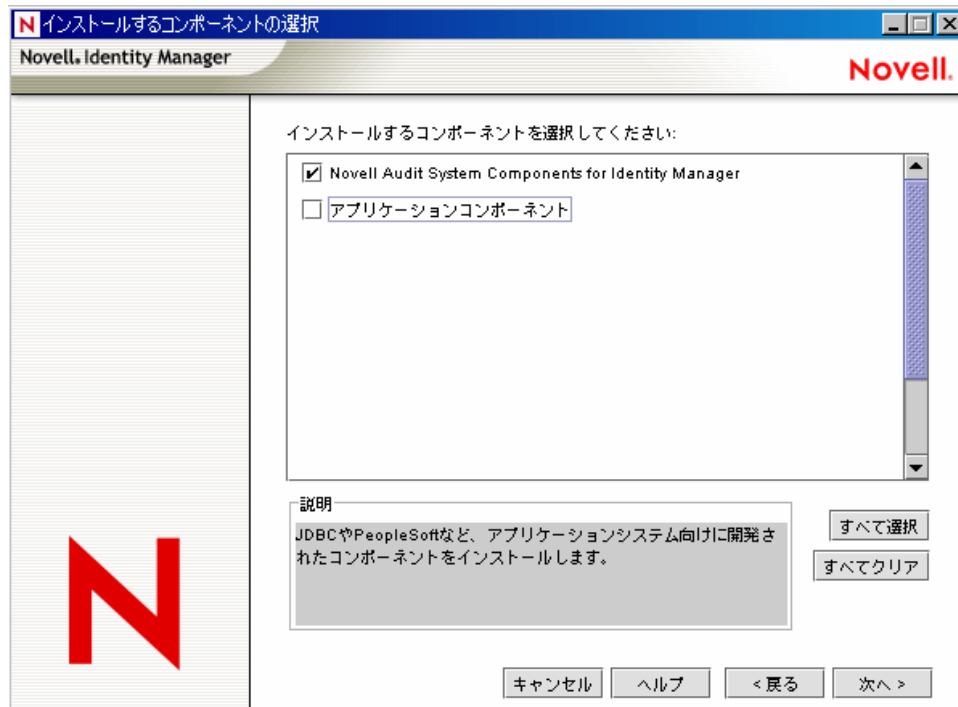 N インストールするコンポーネントの選択
Novell. Identity Manager
Novell.
インストールするコンポーネントを選択してください:
Novell Audit System Components for Identity Manager
アプリケーションコンポーネント
説明
JDBCやPeopleSoftなど、アプリケーションシステム向けに開発さ
れたコンポーネントをインストールします。
すべて選択
すべてクリア
N
キャンセル ヘルプ <戻る 次へ >